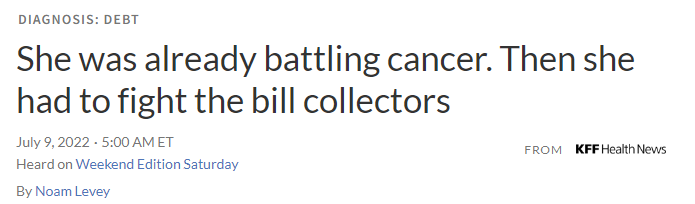 DIAGNOSIS: DEBT
She was already battling cancer. Then she
had to fight the bill collectors
July 9, 2022 · 5:00 AM ET
Heard on Weekend Edition Saturday
FROM KFF Health News
By Noam Levey